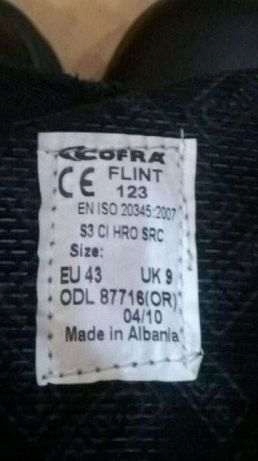 COFRA
CE FLINT
123
EN ISO 20345:2007
S3 CI HRO SRC
Size:
EU 43 UK 9
ODL 87716(OR)
04/10
Made in Albania